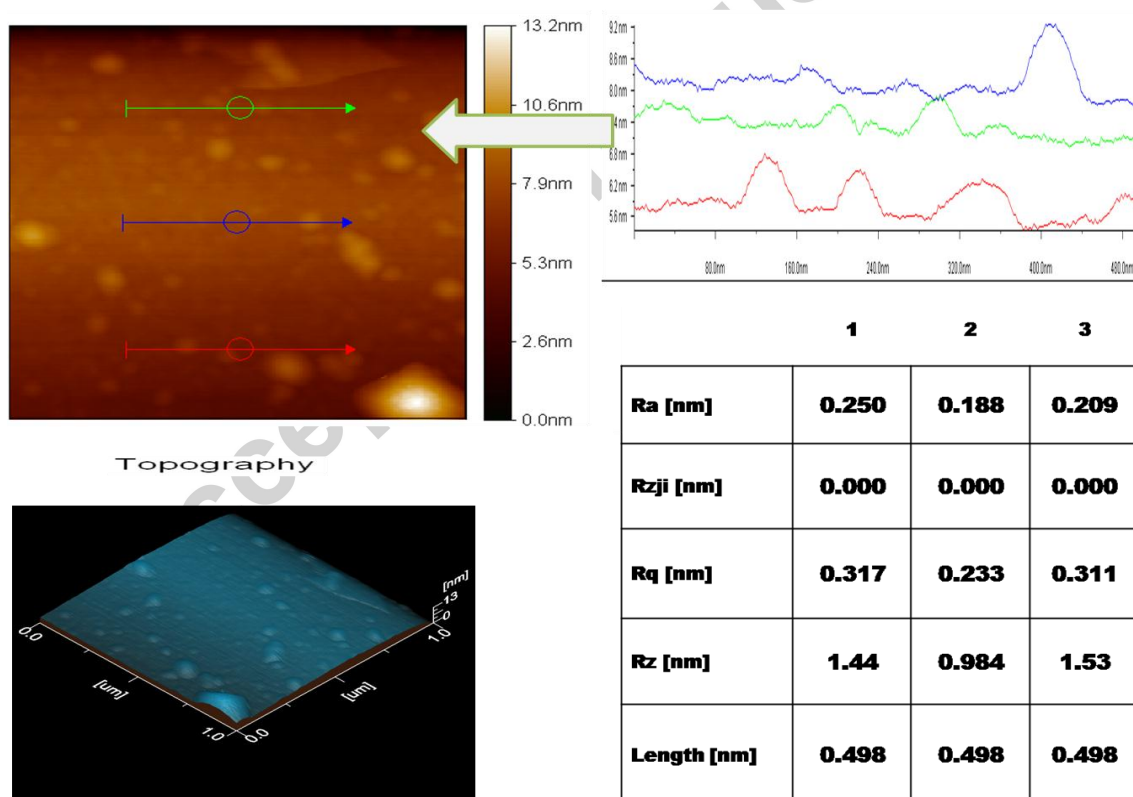 13.2nm
10.6nm
7.9nm
5.3nm
2.6nm
0.0nm
9.2nm
8.6nm
8.0nm
6.8nm
6.2nm
5.6nm
80.0nm 160.0nm 240.0nm 320.0nm 400.0nm 480.0nm
Topography
[nm]
13
0
0.0
1.0
[um]
[um]
1.0
0.0
1 2 3
Ra [nm] 0.250 0.188 0.209
Rzji [nm] 0.000 0.000 0.000
Rq [nm] 0.317 0.233 0.311
Rz [nm] 1.44 0.984 1.53
Length [nm] 0.498 0.498 0.498